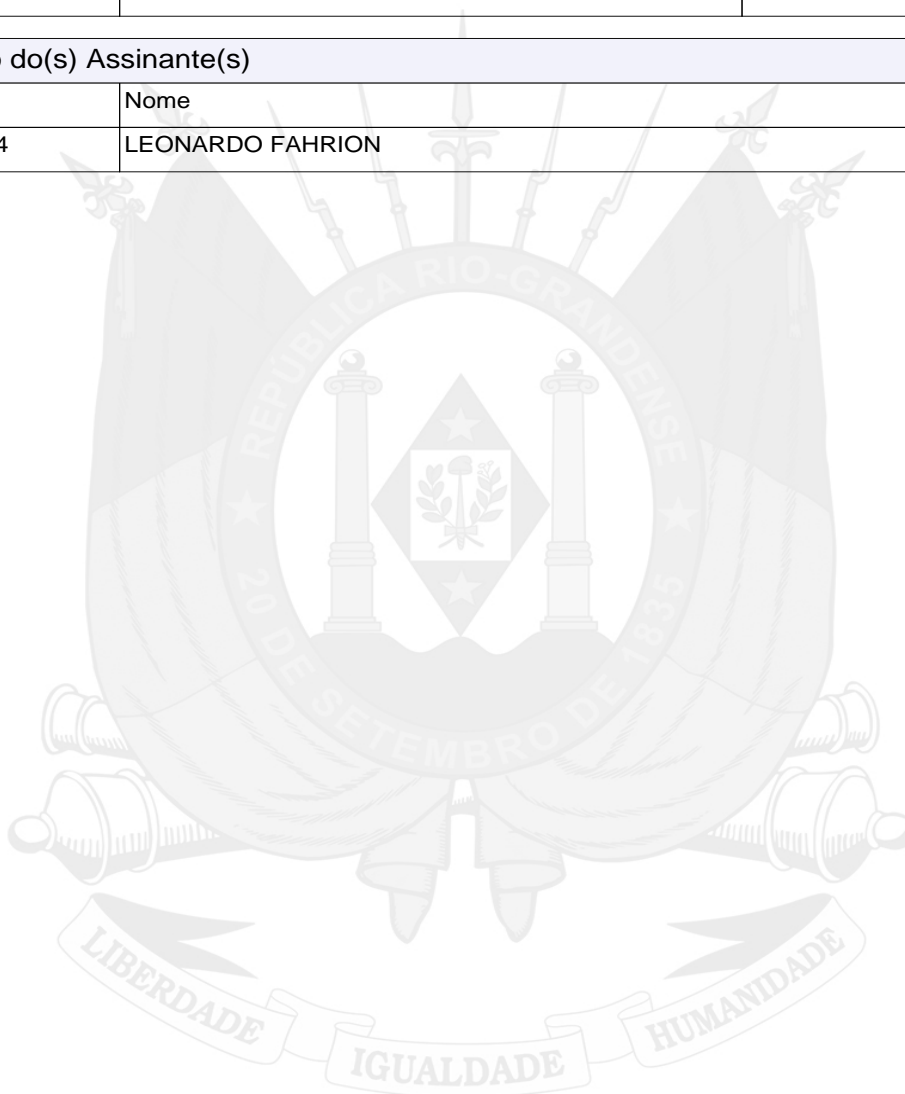 do(s) Assinante(s)
Nome
4
LEONARDO FAHRION
REPÚBLICA RIO-GRANDENSE
20 DE SETEMBRO DE 1835
LIBERDADE
IGUALDADE
HUMANIDADE